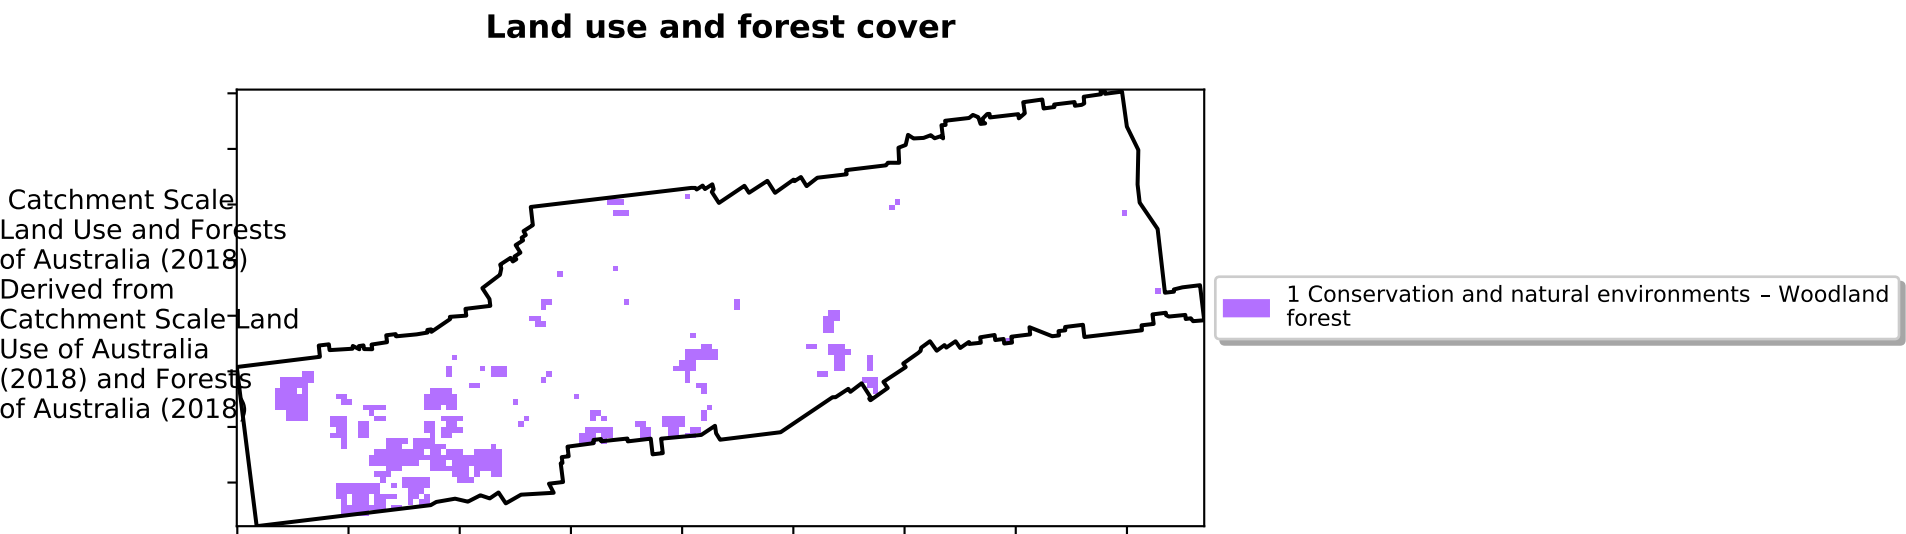 Land use and forest cover
Catchment Scale
Land Use and Forests
of Australia (2018)
Derived from
Catchment Scale Land
Use of Australia
(2018) and Forests
of Australia (2018)
1 Conservation and natural environments – Woodland
forest